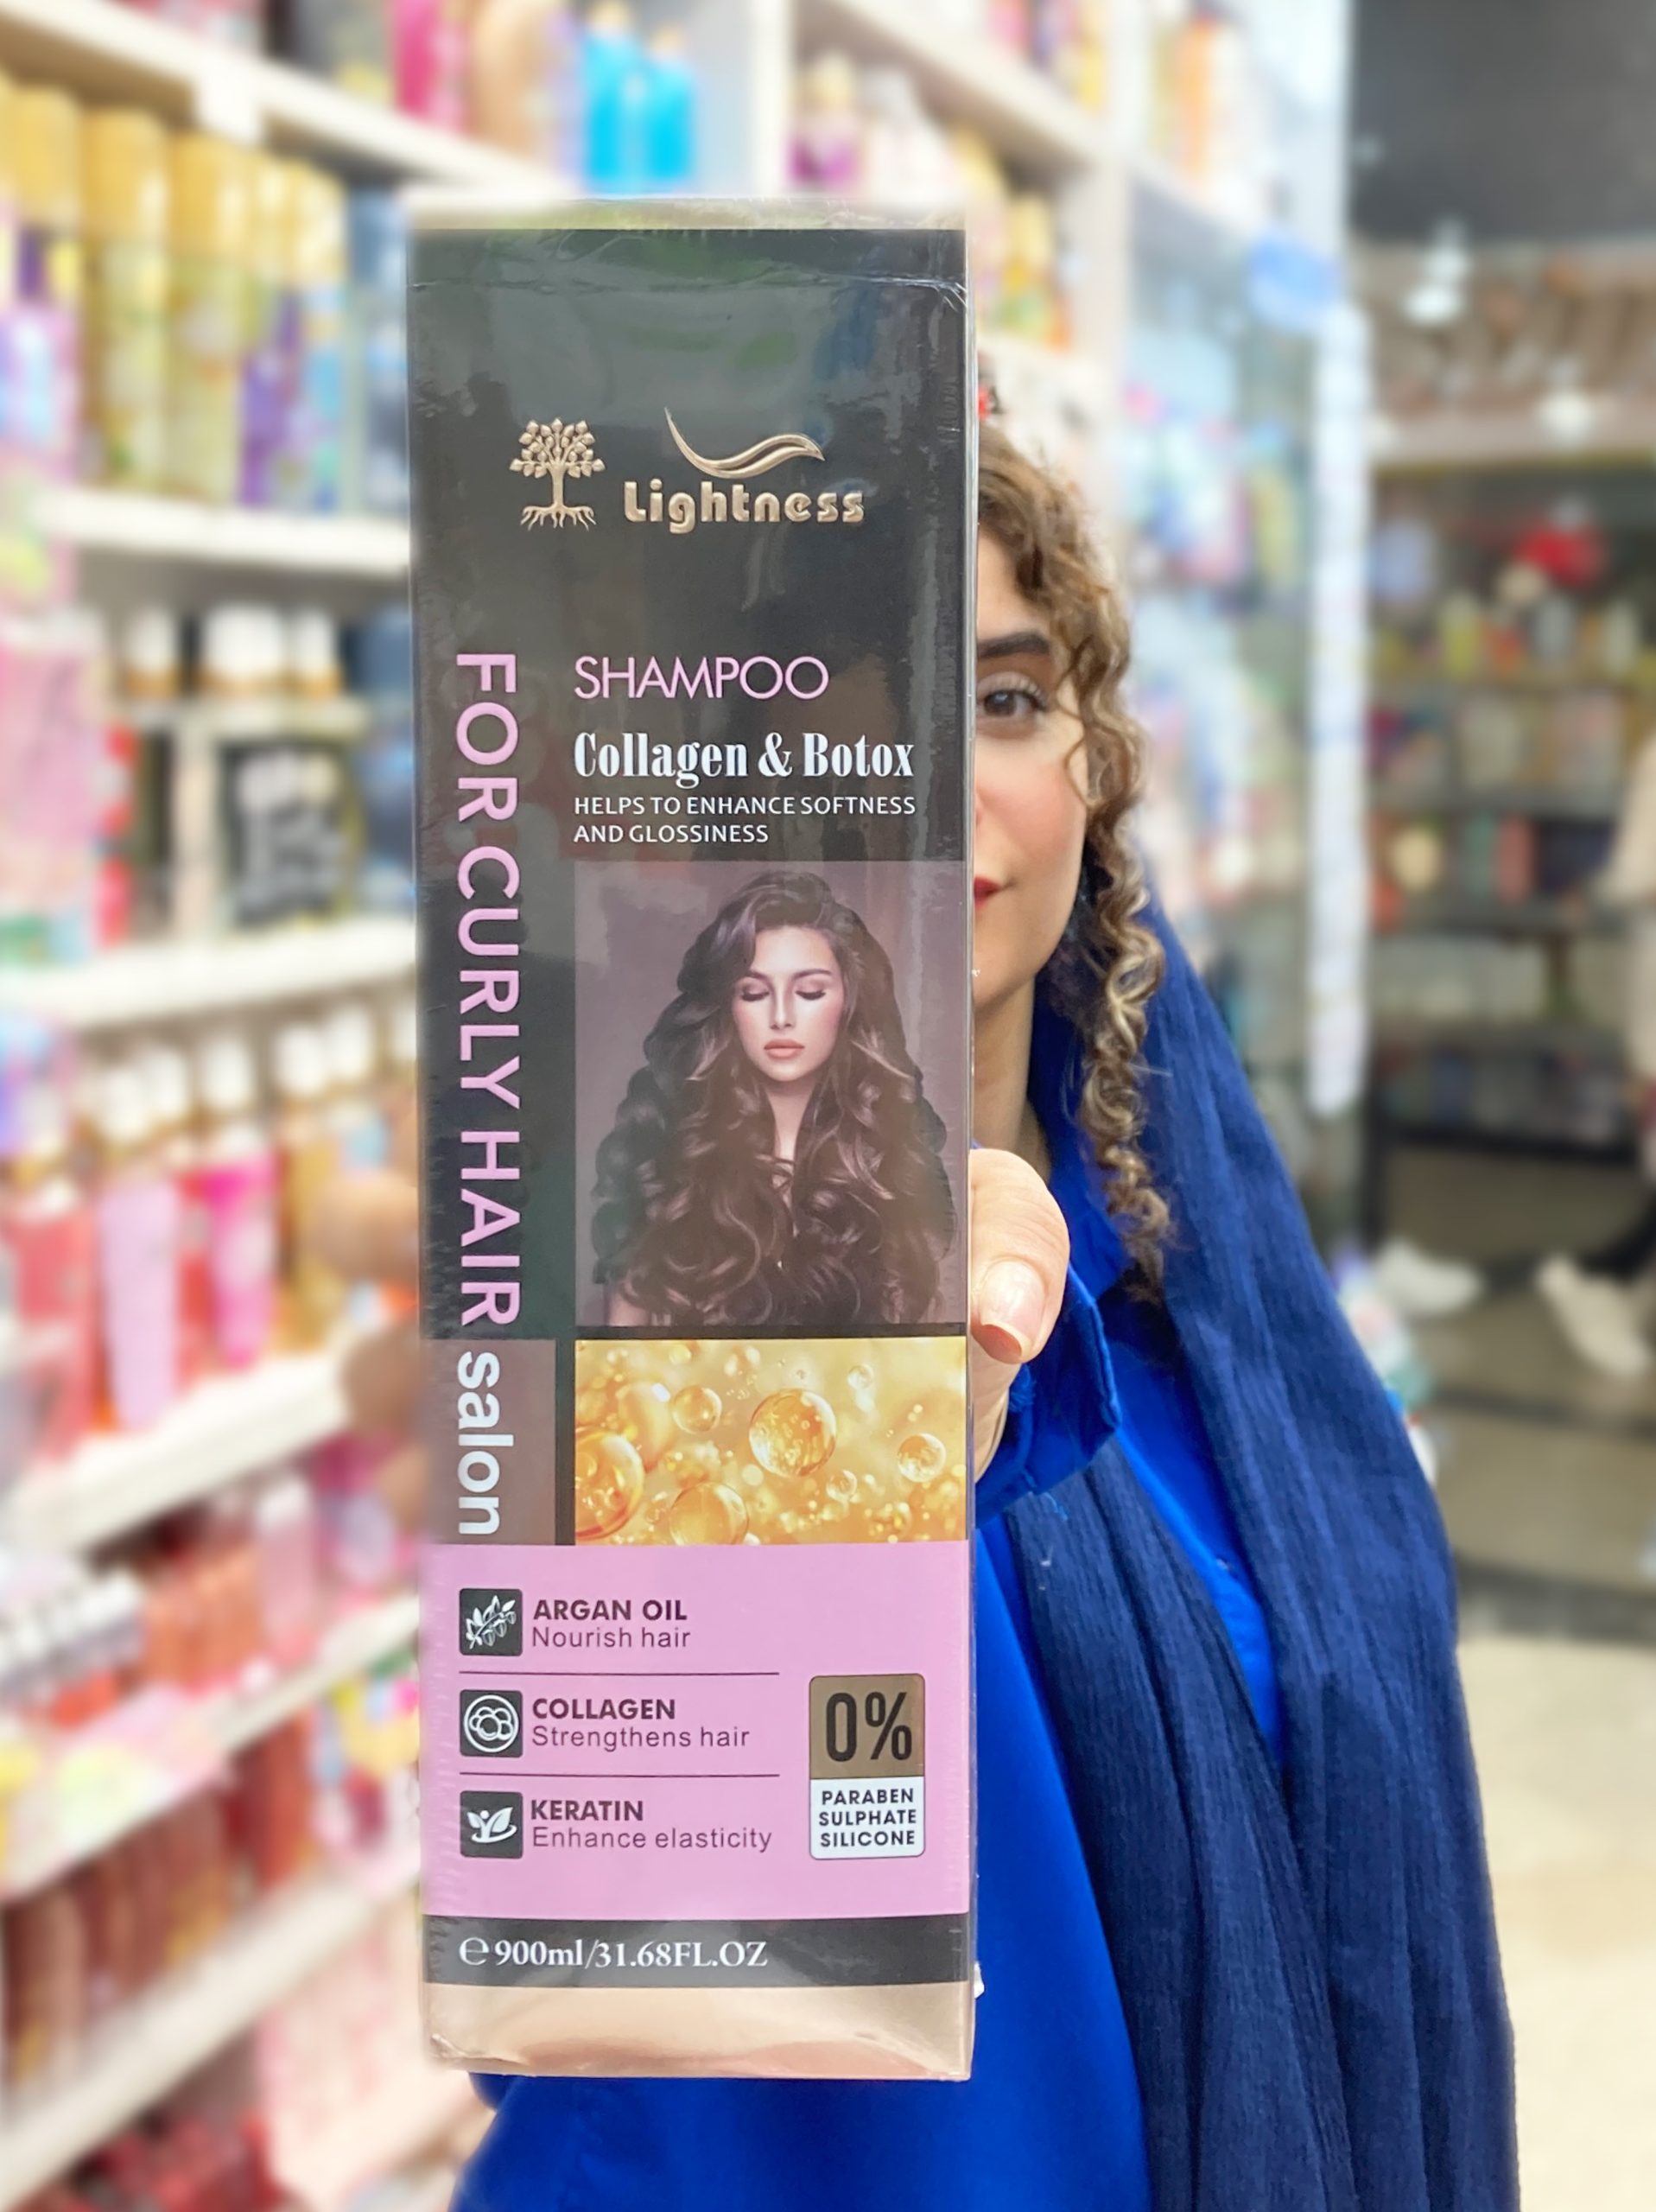 Lightness
SHAMPOO
Collagen & Botox
HELPS TO ENHANCE SOFTNESS
AND GLOSSINESS
FOR CURLY HAIR
salon
ARGAN OIL
Nourish hair
COLLAGEN
Strengthens hair
KERATIN
Enhance elasticity
0%
PARABEN
SULPHATE
SILICONE
℮900ml/31.68FL.OZ